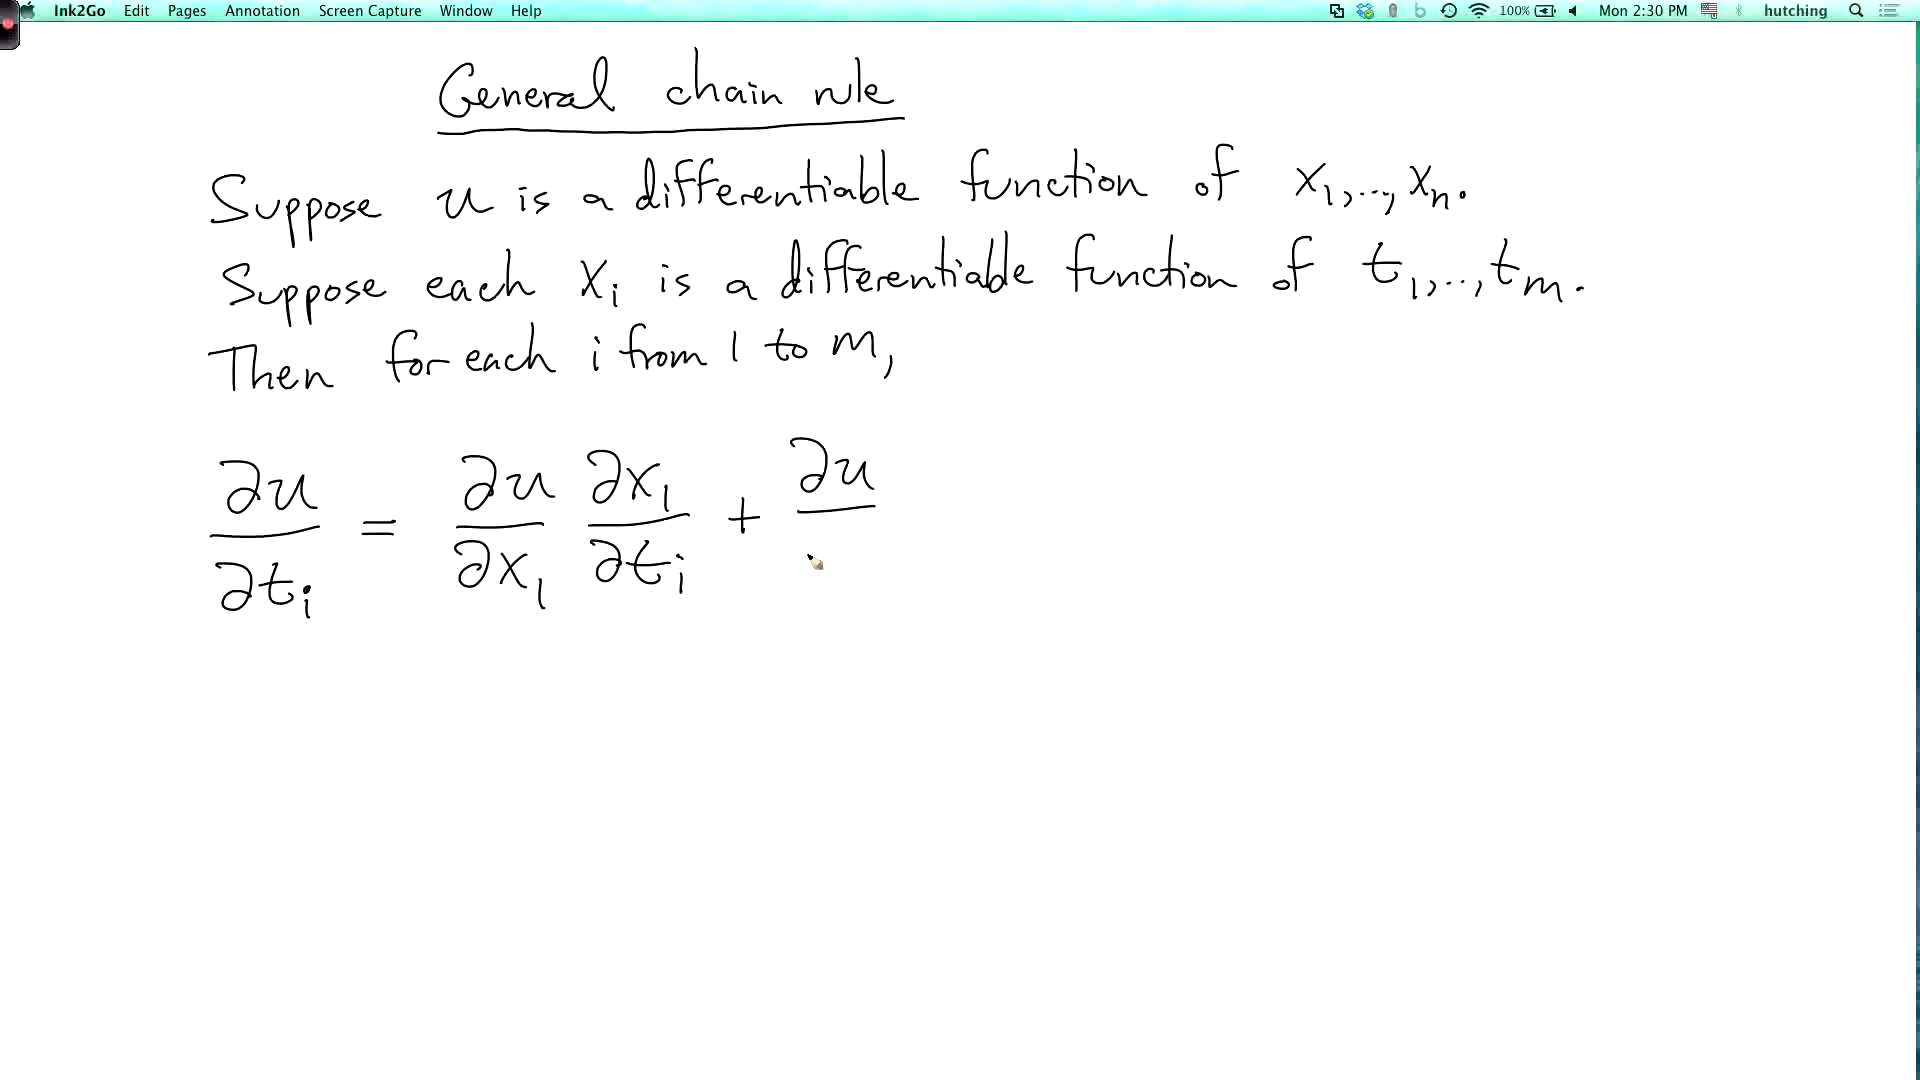 Ink2Go Edit Pages Annotation Screen Capture Window Help 100% Mon 2:30 PM hutching
General chain rule
Suppose u is a differentiable function of x₁,..,xₙ.
Suppose each xᵢ is a differentiable function of t₁,..,tₘ.
Then for each i from 1 to m,
∂u/∂tᵢ = ∂u/∂x₁ ∂x₁/∂tᵢ + ∂u/